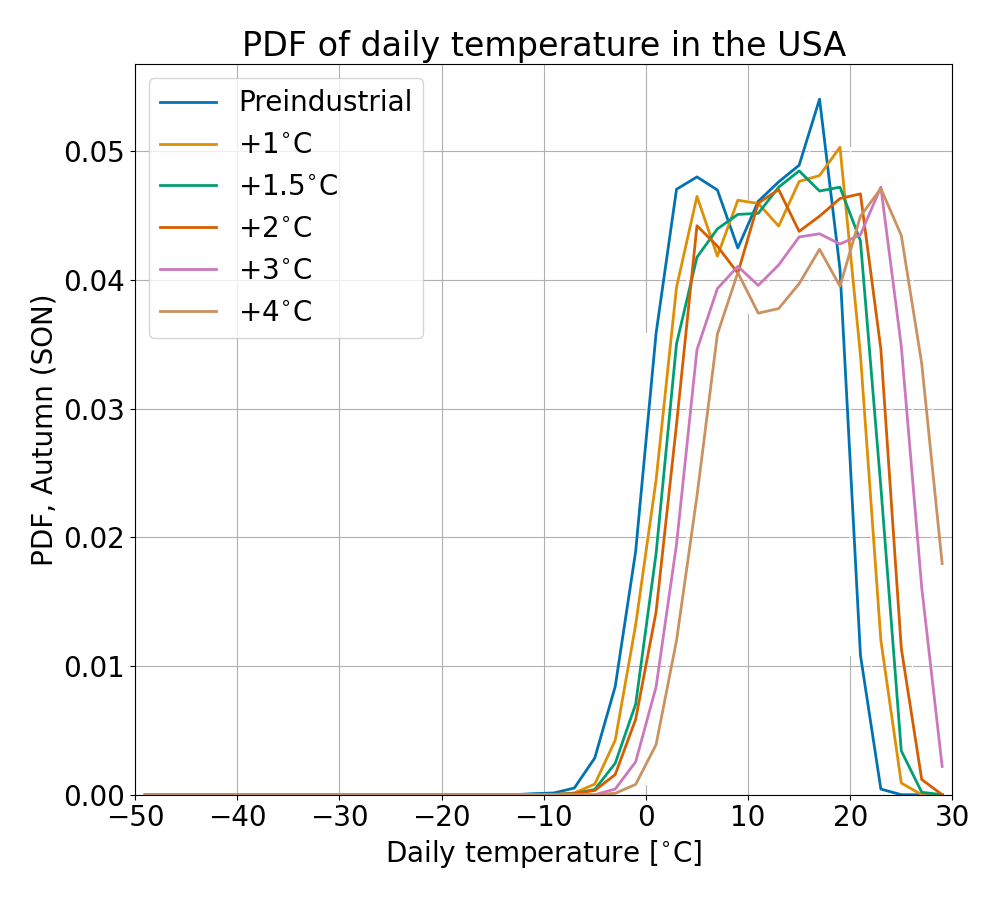 PDF of daily temperature in the USA
Preindustrial
+1°C
+1.5°C
+2°C
+3°C
+4°C
PDF, Autumn (SON)
0.05
0.04
0.03
0.02
0.01
0.00
−50 −40 −30 −20 −10 0 10 20 30
Daily temperature [°C]